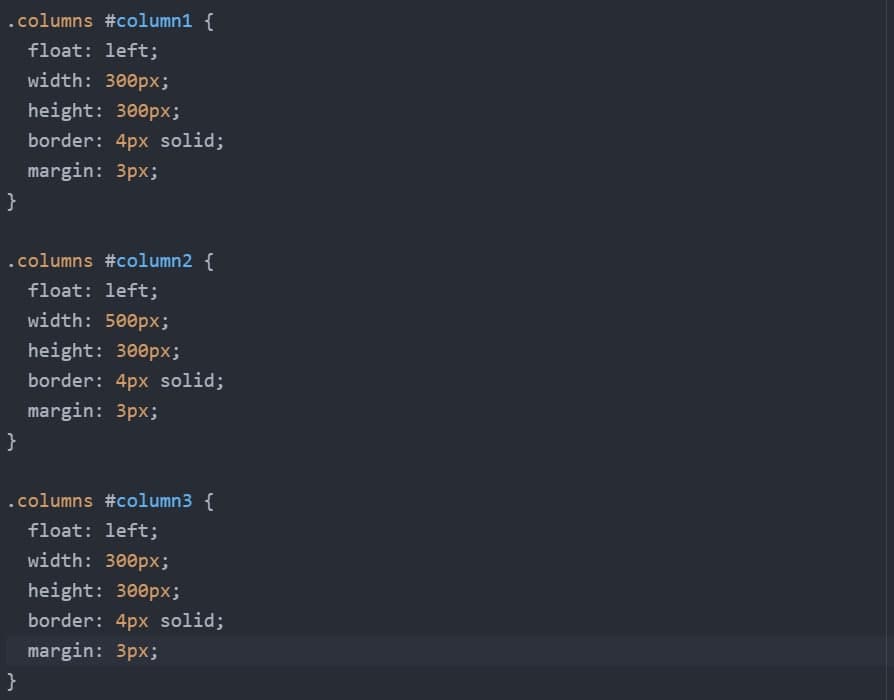 .columns #column1 {
  float: left;
  width: 300px;
  height: 300px;
  border: 4px solid;
  margin: 3px;
}

.columns #column2 {
  float: left;
  width: 500px;
  height: 300px;
  border: 4px solid;
  margin: 3px;
}

.columns #column3 {
  float: left;
  width: 300px;
  height: 300px;
  border: 4px solid;
  margin: 3px;
}